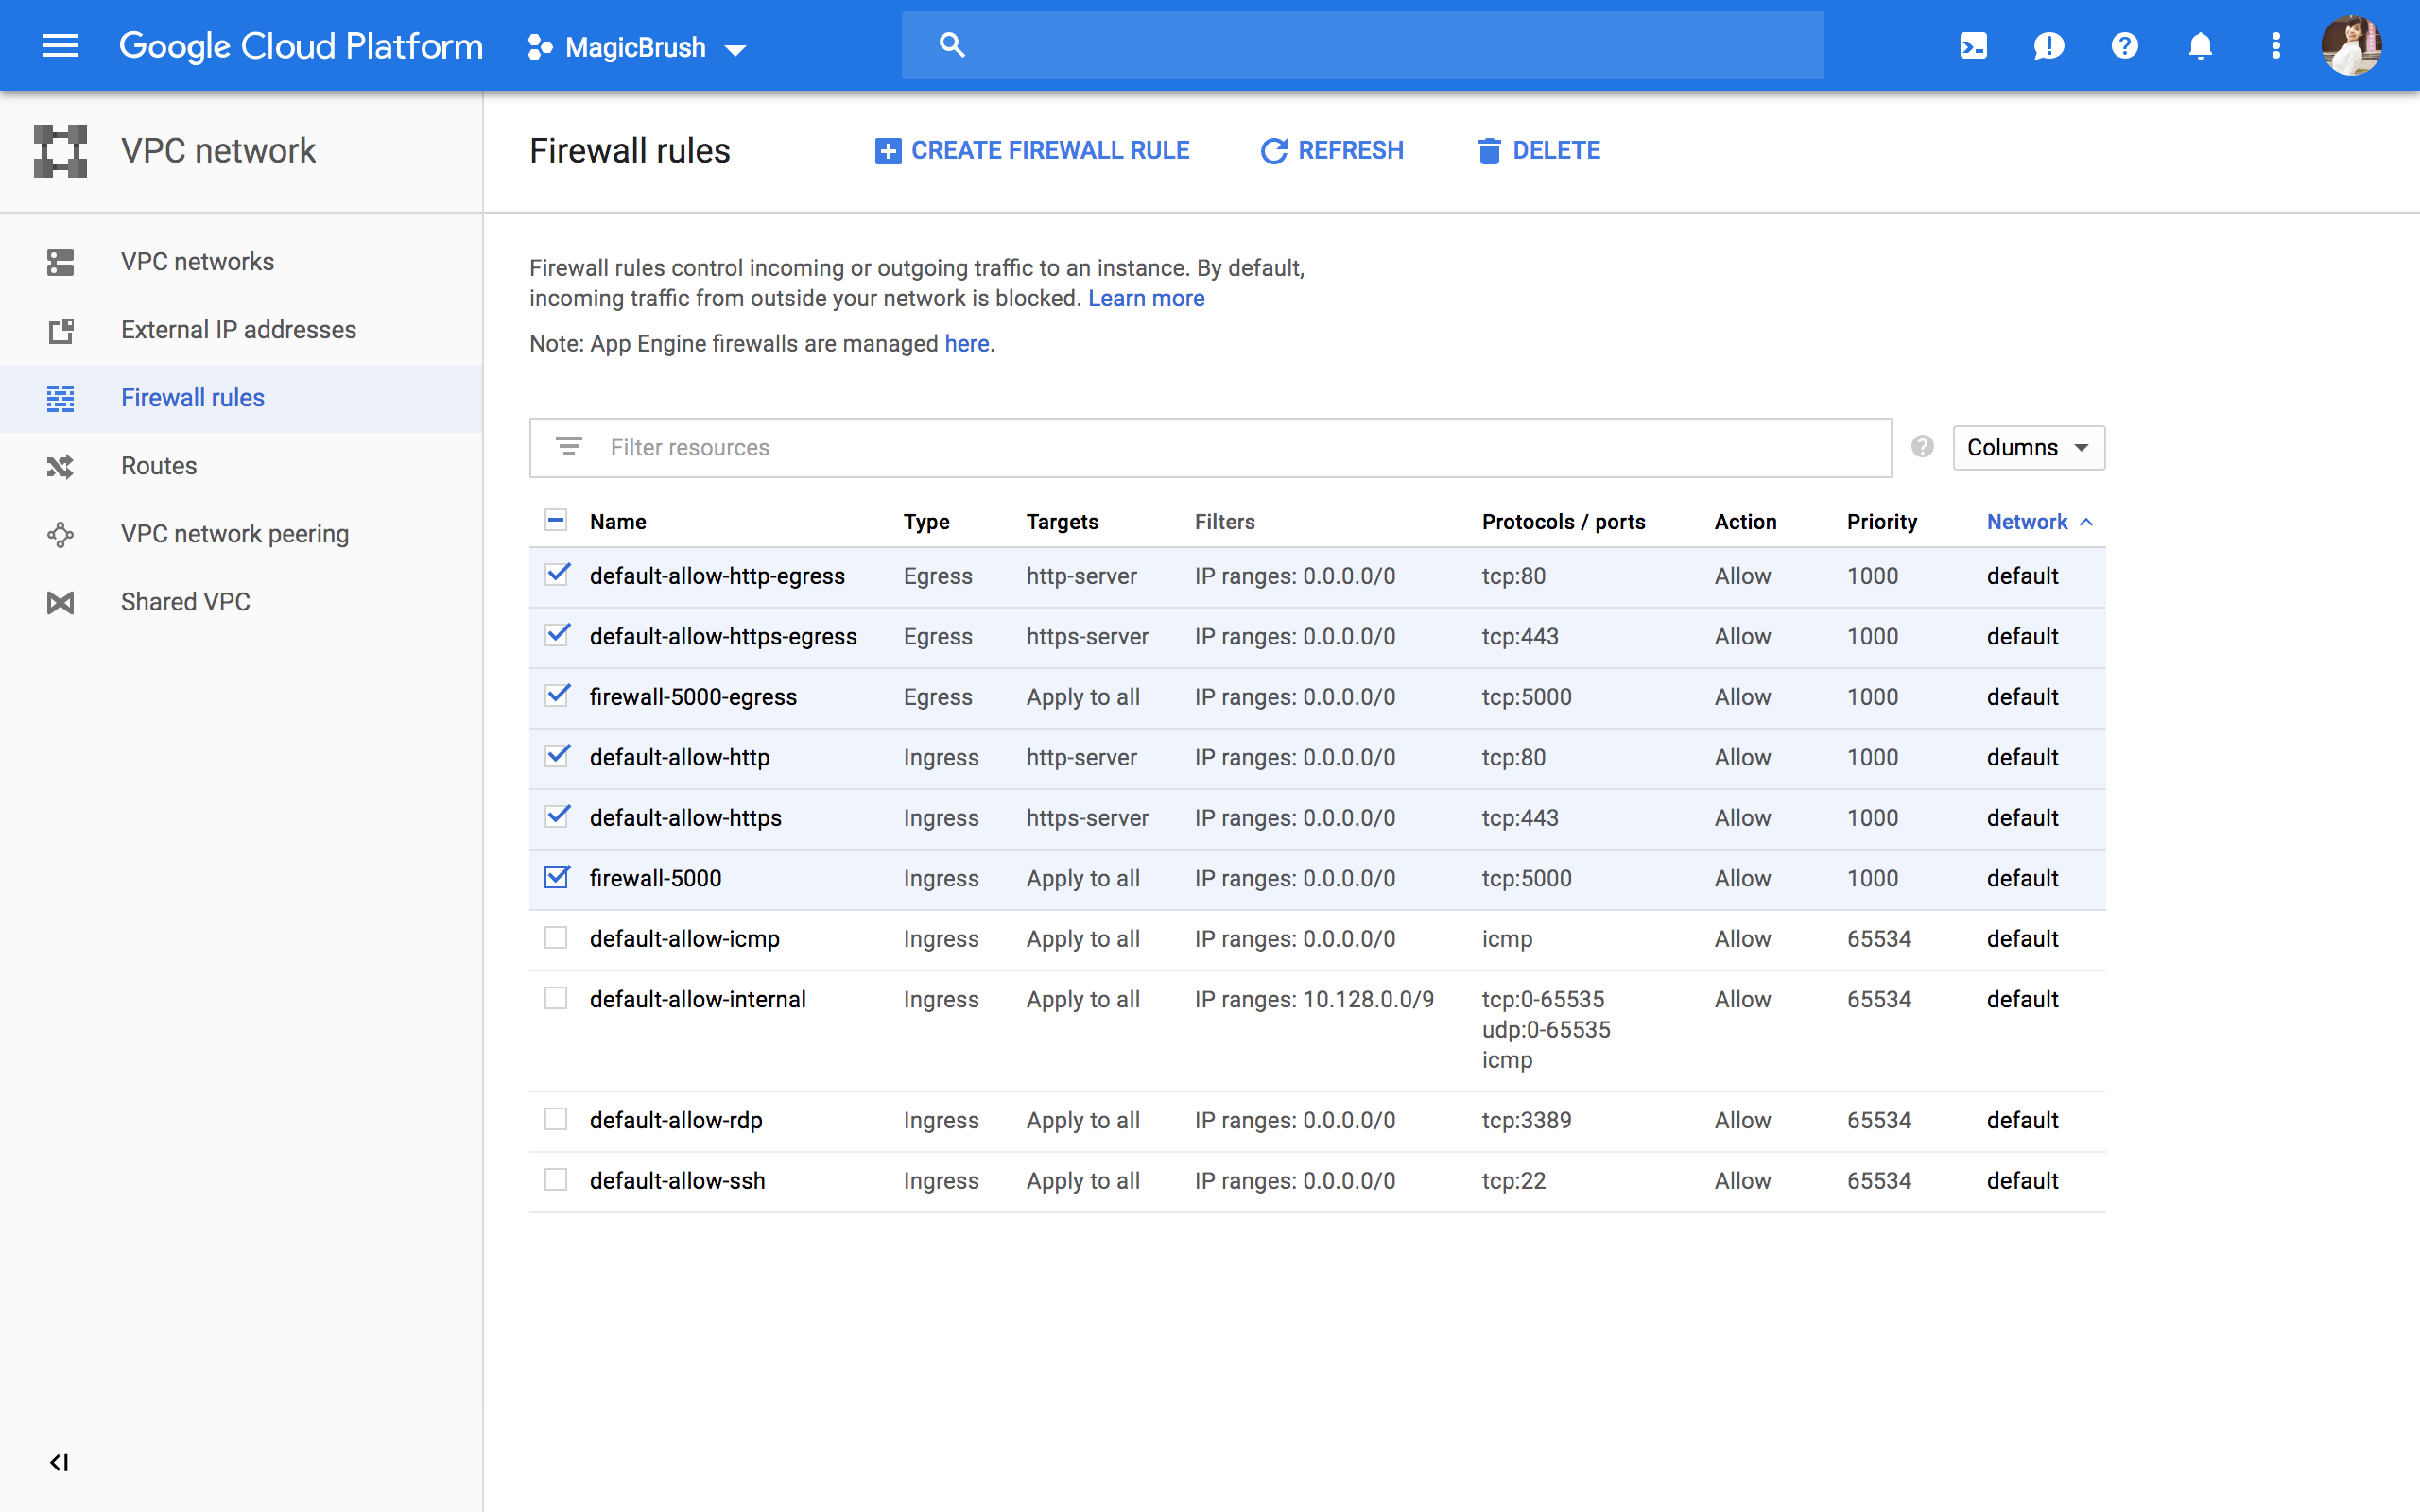 Google Cloud Platform MagicBrush
VPC network
Firewall rules CREATE FIREWALL RULE REFRESH DELETE
VPC networks
External IP addresses
Firewall rules
Routes
VPC network peering
Shared VPC
Firewall rules control incoming or outgoing traffic to an instance. By default,
incoming traffic from outside your network is blocked. Learn more
Note: App Engine firewalls are managed here.
Filter resources Columns
Name Type Targets Filters Protocols / ports Action Priority Network
default-allow-http-egress Egress http-server IP ranges: 0.0.0.0/0 tcp:80 Allow 1000 default
default-allow-https-egress Egress https-server IP ranges: 0.0.0.0/0 tcp:443 Allow 1000 default
firewall-5000-egress Egress Apply to all IP ranges: 0.0.0.0/0 tcp:5000 Allow 1000 default
default-allow-http Ingress http-server IP ranges: 0.0.0.0/0 tcp:80 Allow 1000 default
default-allow-https Ingress https-server IP ranges: 0.0.0.0/0 tcp:443 Allow 1000 default
firewall-5000 Ingress Apply to all IP ranges: 0.0.0.0/0 tcp:5000 Allow 1000 default
default-allow-icmp Ingress Apply to all IP ranges: 0.0.0.0/0 icmp Allow 65534 default
default-allow-internal Ingress Apply to all IP ranges: 10.128.0.0/9 tcp:0-65535 Allow 65534 default
udp:0-65535
icmp
default-allow-rdp Ingress Apply to all IP ranges: 0.0.0.0/0 tcp:3389 Allow 65534 default
default-allow-ssh Ingress Apply to all IP ranges: 0.0.0.0/0 tcp:22 Allow 65534 default